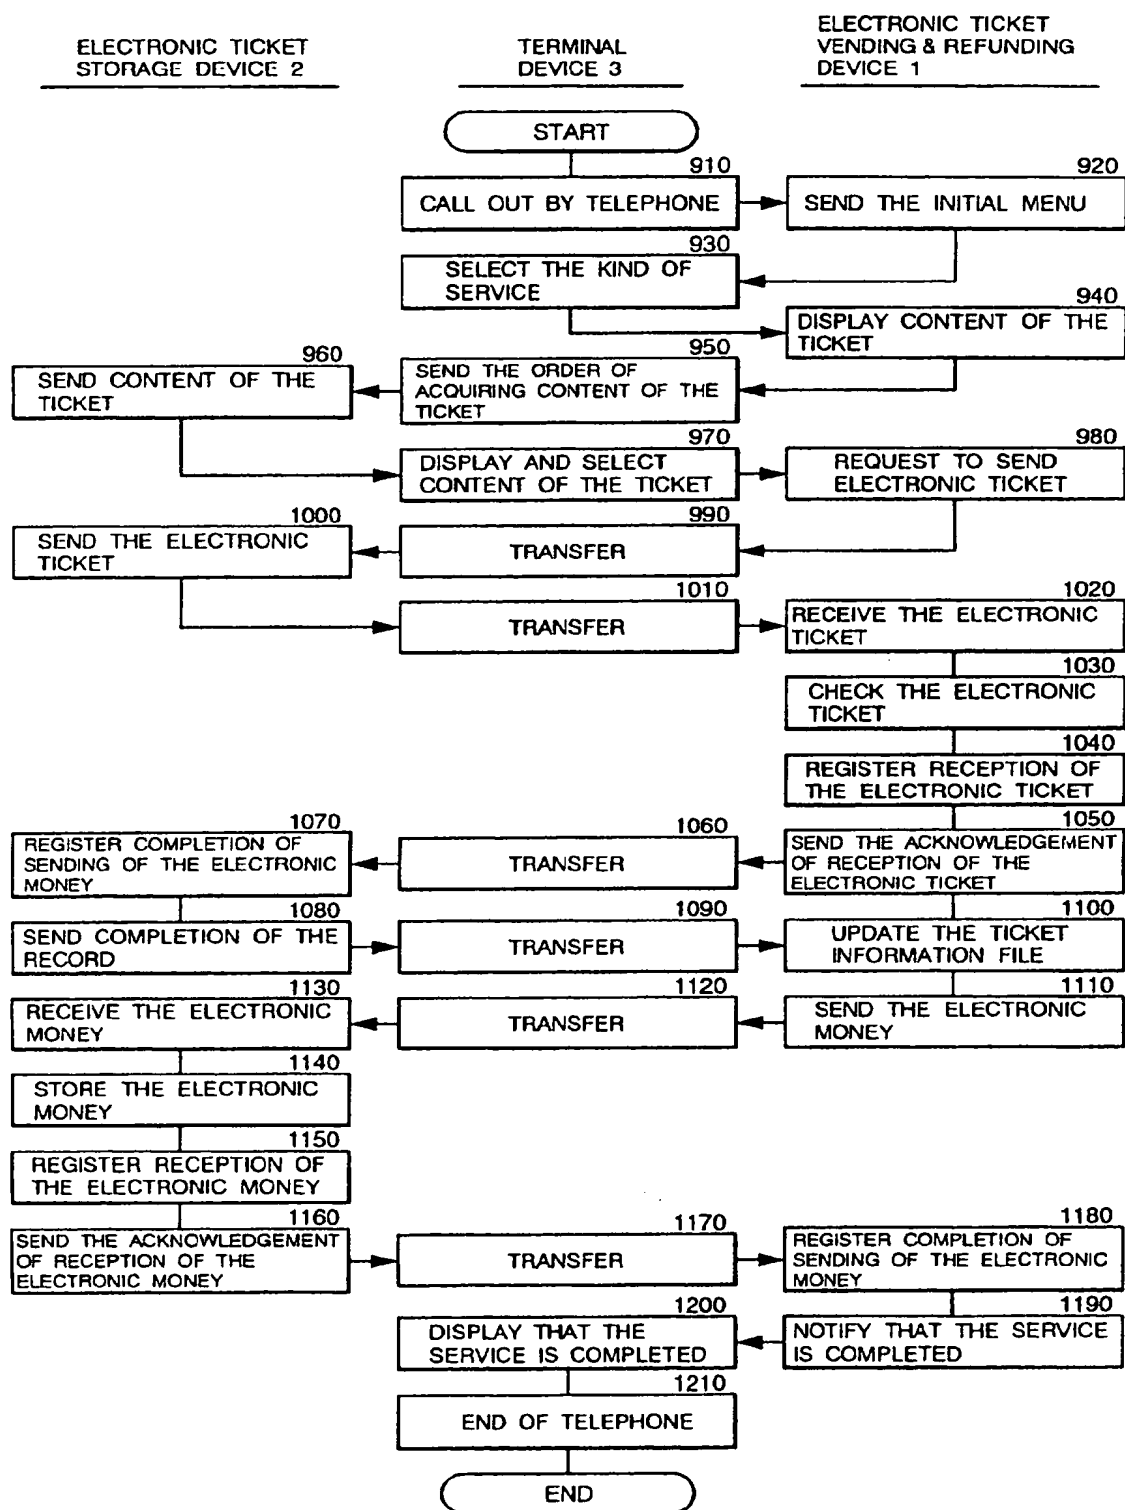 ELECTRONIC TICKET
STORAGE DEVICE 2
TERMINAL
DEVICE 3
ELECTRONIC TICKET
VENDING & REFUNDING
DEVICE 1
START
910
CALL OUT BY TELEPHONE
920
SEND THE INITIAL MENU
930
SELECT THE KIND OF
SERVICE
940
DISPLAY CONTENT OF THE
TICKET
950
SEND THE ORDER OF
ACQUIRING CONTENT OF THE
TICKET
960
SEND CONTENT OF THE
TICKET
970
DISPLAY AND SELECT
CONTENT OF THE TICKET
980
REQUEST TO SEND
ELECTRONIC TICKET
990
TRANSFER
1000
SEND THE ELECTRONIC
TICKET
1010
TRANSFER
1020
RECEIVE THE ELECTRONIC
TICKET
1030
CHECK THE ELECTRONIC
TICKET
1040
REGISTER RECEPTION OF
THE ELECTRONIC TICKET
1050
SEND THE ACKNOWLEDGEMENT
OF RECEPTION OF THE
ELECTRONIC TICKET
1060
TRANSFER
1070
REGISTER COMPLETION OF
SENDING OF THE ELECTRONIC
MONEY
1080
SEND COMPLETION OF THE
RECORD
1090
TRANSFER
1100
UPDATE THE TICKET
INFORMATION FILE
1110
SEND THE ELECTRONIC
MONEY
1120
TRANSFER
1130
RECEIVE THE ELECTRONIC
MONEY
1140
STORE THE ELECTRONIC
MONEY
1150
REGISTER RECEPTION OF
THE ELECTRONIC MONEY
1160
SEND THE ACKNOWLEDGEMENT
OF RECEPTION OF THE
ELECTRONIC MONEY
1170
TRANSFER
1180
REGISTER COMPLETION OF
SENDING OF THE ELECTRONIC
MONEY
1190
NOTIFY THAT THE SERVICE
IS COMPLETED
1200
DISPLAY THAT THE
SERVICE IS COMPLETED
1210
END OF TELEPHONE
END